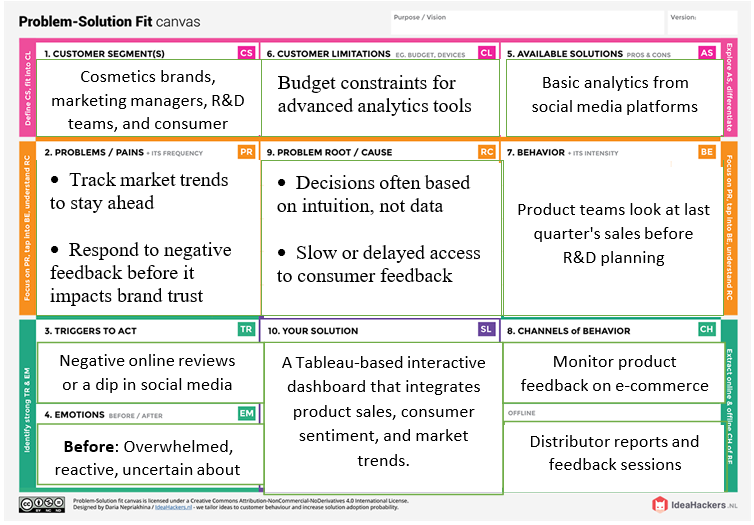 Problem-Solution Fit canvas
Purpose / Vision
Version:
Define CS, fit into CL
1. CUSTOMER SEGMENT(S)
CS
Cosmetics brands,
marketing managers, R&D
teams, and consumer
6. CUSTOMER LIMITATIONS EG. BUDGET, DEVICES
CL
Budget constraints for
advanced analytics tools
5. AVAILABLE SOLUTIONS PROS & CONS
AS
Basic analytics from
social media platforms
Explore AS, differentiate
Focus on PR, tap into BE, understand RC
2. PROBLEMS / PAINS + ITS FREQUENCY
PR
• Track market trends
to stay ahead
• Respond to negative
feedback before it
impacts brand trust
9. PROBLEM ROOT / CAUSE
RC
• Decisions often based
on intuition, not data
• Slow or delayed access
to consumer feedback
7. BEHAVIOR + ITS INTENSITY
BE
Product teams look at last
quarter's sales before
R&D planning
Focus on PR, tap into BE, understand RC
Identify strong TR & EM
3. TRIGGERS TO ACT
TR
Negative online reviews
or a dip in social media
4. EMOTIONS BEFORE / AFTER
EM
Before: Overwhelmed,
reactive, uncertain about
10. YOUR SOLUTION
SL
A Tableau-based interactive
dashboard that integrates
product sales, consumer
sentiment, and market
trends.
8. CHANNELS of BEHAVIOR
CH
Monitor product
feedback on e-commerce
OFFLINE
Distributor reports and
feedback sessions
Extract online & offline CH of BE
CC
BY NC ND
Problem-Solution fit canvas is licensed under a Creative Commons Attribution-NonCommercial-NoDerivatives 4.0 International License.
Designed by Daria Nepriakhina / IdeaHackers.nl - we tailor ideas to customer behaviour and increase solution adoption probability.
IdeaHackers.NL